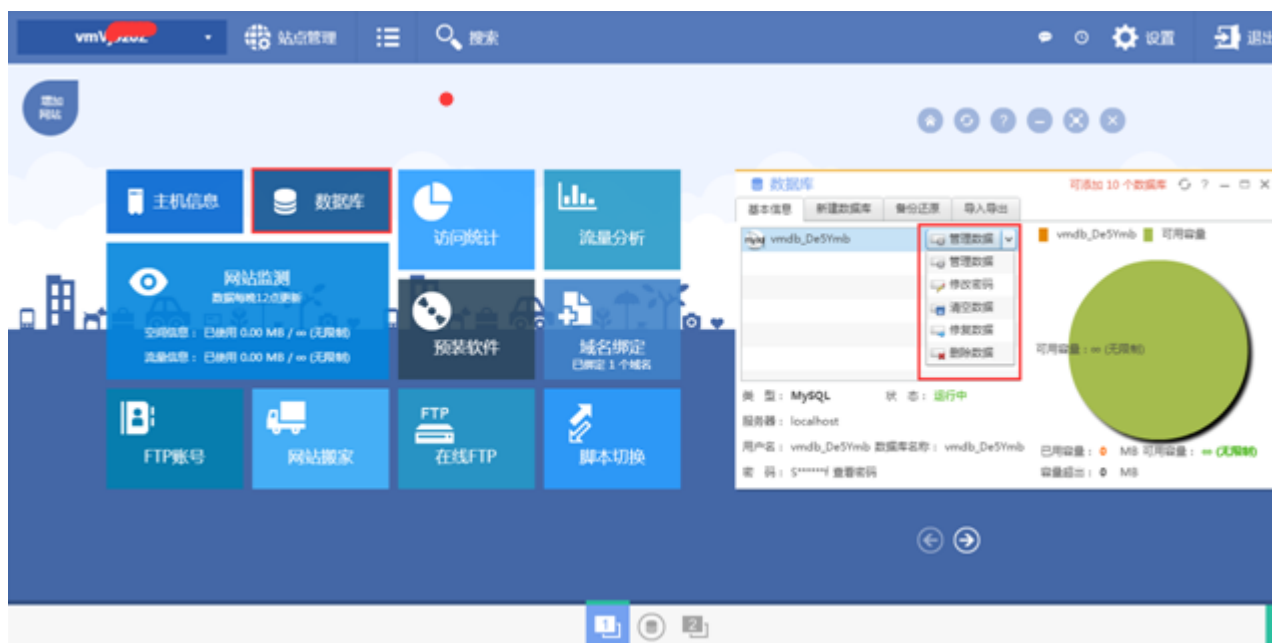 站点管理
搜索
设置
退出
增加
网站
主机信息
数据库
访问统计
流量分析
网站监测
数据每晚12点更新
空间信息： 已使用 0.00 MB / ∞ (无限制)
流量信息： 已使用 0.00 MB / ∞ (无限制)
预装软件
域名绑定
已绑定 1 个域名
FTP账号
网站搬家
FTP
在线FTP
脚本切换
数据库
可添加 10 个数据库
基本信息 新建数据库 备份还原 导入导出
MySQL vmdb_De5Ymb
管理数据
管理数据
修改密码
清空数据
修复数据
删除数据
vmdb_De5Ymb 可用容量
可用容量：∞ (无限制)
类 型： MySQL 状 态： 运行中
服务器： localhost
用户名： vmdb_De5Ymb 数据库名称： vmdb_De5Ymb
密 码： S******f 查看密码
已用容量： 0 MB 可用容量： ∞ (无限制)
容量超出： 0 MB
1
2